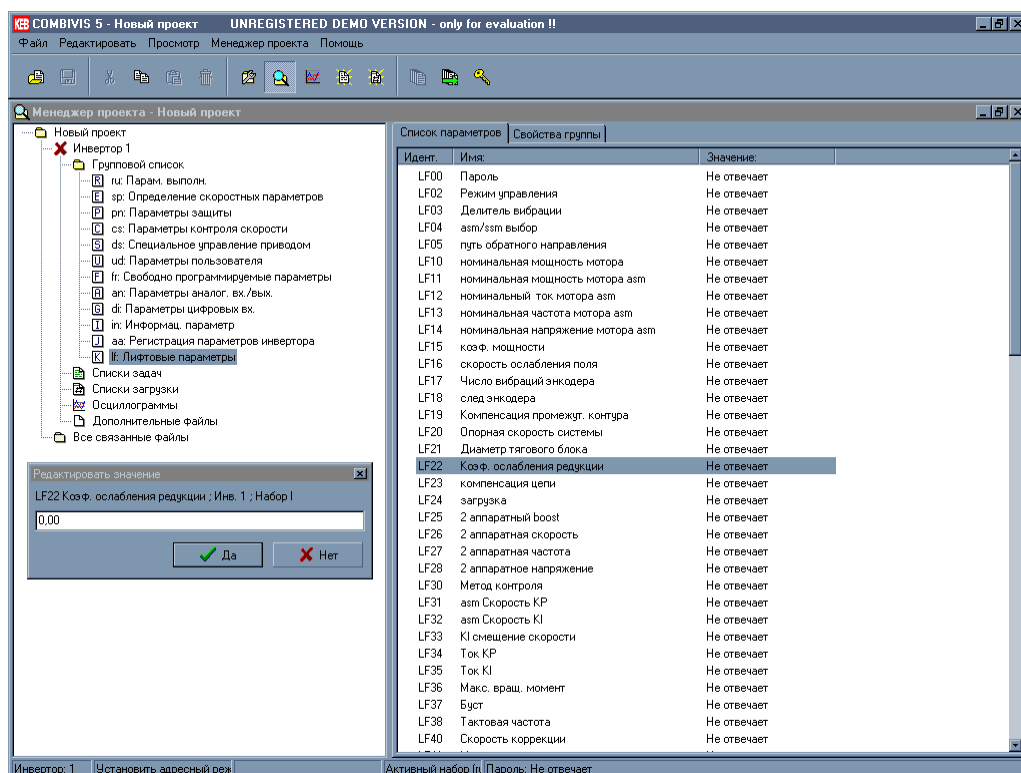 KEB COMBIVIS 5 - Новый проект UNREGISTERED DEMO VERSION - only for evaluation !!
Файл Редактировать Просмотр Менеджер проекта Помощь
Менеджер проекта - Новый проект
Новый проект
Инвертор 1
Групповой список
R ru: Парам. выполн.
E sp: Определение скоростных параметров
P pn: Параметры защиты
C cs: Параметры контроля скорости
S ds: Специальное управление приводом
U ud: Параметры пользователя
F fr: Свободно программируемые параметры
A an: Параметры аналог. вх./вых.
G di: Параметры цифровых вх.
I in: Информац. параметр
J aa: Регистрация параметров инвертора
K lf: Лифтовые параметры
Списки задач
Списки загрузки
Осциллограммы
Дополнительные файлы
Все связанные файлы
Редактировать значение
LF22 Коэф. ослабления редукции ; Инв. 1 ; Набор I
0,00
Да Нет
Список параметров Свойства группы
Идент. Имя: Значение:
LF00 Пароль Не отвечает
LF02 Режим управления Не отвечает
LF03 Делитель вибрации Не отвечает
LF04 asm/ssm выбор Не отвечает
LF05 путь обратного направления Не отвечает
LF10 номинальная мощность мотора Не отвечает
LF11 номинальная мощность мотора asm Не отвечает
LF12 номинальный ток мотора asm Не отвечает
LF13 номинальная частота мотора asm Не отвечает
LF14 номинальная напряжение мотора asm Не отвечает
LF15 коэф. мощности Не отвечает
LF16 скорость ослабления поля Не отвечает
LF17 Число вибраций энкодера Не отвечает
LF18 след энкодера Не отвечает
LF19 Компенсация промежут. контура Не отвечает
LF20 Опорная скорость системы Не отвечает
LF21 Диаметр тягового блока Не отвечает
LF22 Коэф. ослабления редукции Не отвечает
LF23 компенсация цепи Не отвечает
LF24 загрузка Не отвечает
LF25 2 аппаратный boost Не отвечает
LF26 2 аппаратная скорость Не отвечает
LF27 2 аппаратная частота Не отвечает
LF28 2 аппаратное напряжение Не отвечает
LF30 Метод контроля Не отвечает
LF31 asm Скорость KP Не отвечает
LF32 asm Скорость KI Не отвечает
LF33 KI смещение скорости Не отвечает
LF34 Ток KP Не отвечает
LF35 Ток KI Не отвечает
LF36 Макс. вращ. момент Не отвечает
LF37 Буст Не отвечает
LF38 Тактовая частота Не отвечает
LF40 Скорость коррекции Не отвечает
Инвертор: 1 Установить адресный реж Активный набор (ru Пароль: Не отвечает